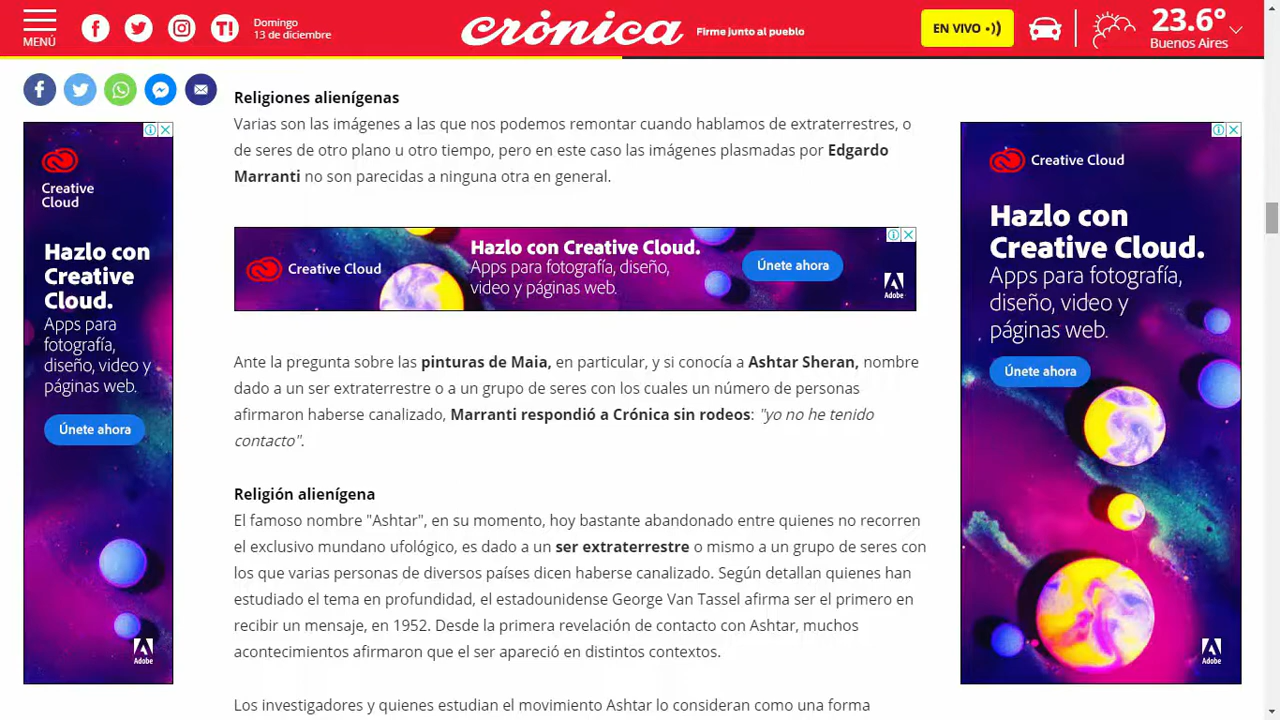 MENÚ
Domingo
13 de diciembre
crónica
Firme junto al pueblo
EN VIVO
23.6°
Buenos Aires
Creative
Cloud
Hazlo con
Creative
Cloud.
Apps para
fotografía,
diseño, video y
páginas web.
Únete ahora
Adobe
Religiones alienígenas
Varias son las imágenes a las que nos podemos remontar cuando hablamos de extraterrestres, o
de seres de otro plano u otro tiempo, pero en este caso las imágenes plasmadas por Edgardo
Marranti no son parecidas a ninguna otra en general.
Creative Cloud
Hazlo con Creative Cloud.
Apps para fotografía, diseño,
video y páginas web.
Únete ahora
Adobe
Ante la pregunta sobre las pinturas de Maia, en particular, y si conocía a Ashtar Sheran, nombre
dado a un ser extraterrestre o a un grupo de seres con los cuales un número de personas
afirmaron haberse canalizado, Marranti respondió a Crónica sin rodeos: "yo no he tenido
contacto".
Religión alienígena
El famoso nombre "Ashtar", en su momento, hoy bastante abandonado entre quienes no recorren
el exclusivo mundano ufológico, es dado a un ser extraterrestre o mismo a un grupo de seres con
los que varias personas de diversos países dicen haberse canalizado. Según detallan quienes han
estudiado el tema en profundidad, el estadounidense George Van Tassel afirma ser el primero en
recibir un mensaje, en 1952. Desde la primera revelación de contacto con Ashtar, muchos
acontecimientos afirmaron que el ser apareció en distintos contextos.
Los investigadores y quienes estudian el movimiento Ashtar lo consideran como una forma
Creative Cloud
Hazlo con
Creative Cloud.
Apps para fotografía,
diseño, video y
páginas web.
Únete ahora
Adobe